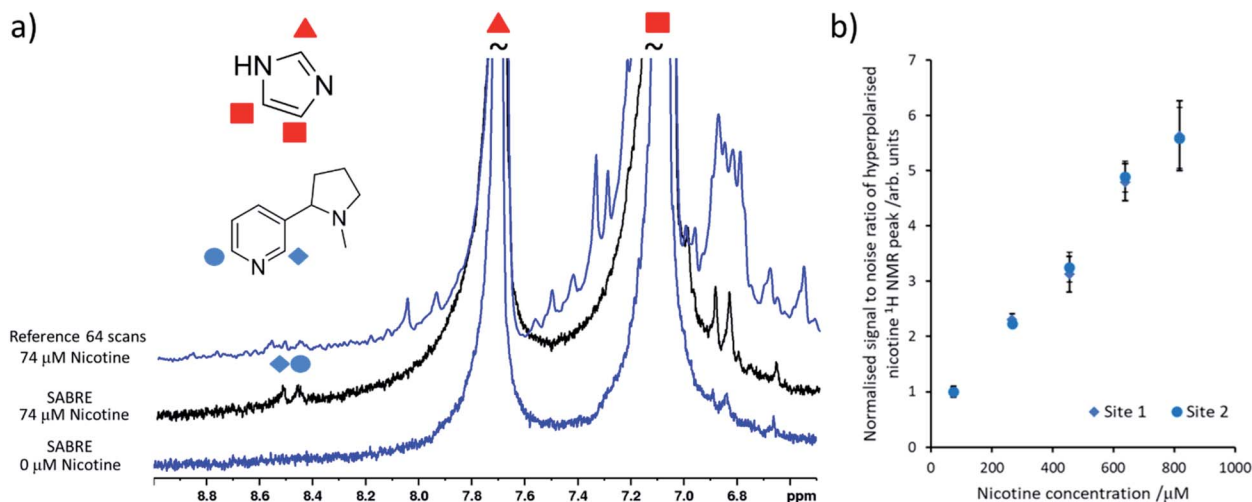 a)
HN
N
N
N
Reference 64 scans
74 μM Nicotine
SABRE
74 μM Nicotine
SABRE
0 μM Nicotine
~
~
8.8 8.6 8.4 8.2 8.0 7.8 7.6 7.4 7.2 7.0 6.8 ppm
b)
Normalised signal to noise ratio of hyperpolarised
nicotine ¹H NMR peak /arb. units
7
6
5
4
3
2
1
0
0 200 400 600 800 1000
Site 1 Site 2
Nicotine concentration /μM